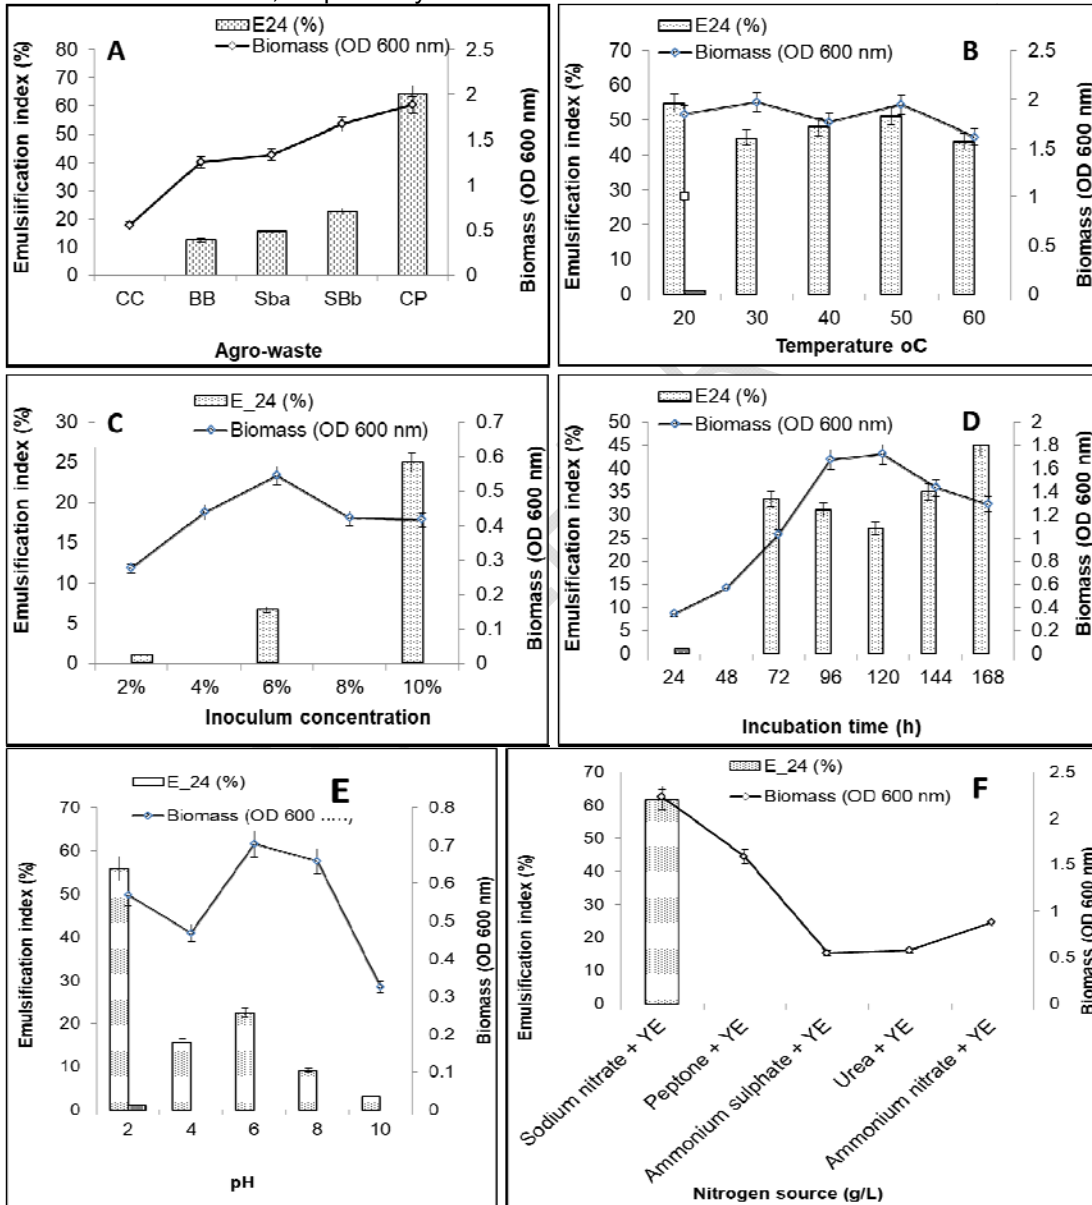 A
E24 (%)
Biomass (OD 600 nm)
Emulsification index (%)
80
70
60
50
40
30
20
10
0
2.5
2
1.5
1
0.5
0
Biomass (OD 600 nm)
CC BB Sba SBb CP
Agro-waste
B
E24 (%)
Biomass (OD 600 nm)
Emulsification index (%)
70
60
50
40
30
20
10
0
2.5
2
1.5
1
0.5
0
Biomass (OD 600 nm)
20 30 40 50 60
Temperature oC
C
E_24 (%)
Biomass (OD 600 nm)
Emulsification index (%)
30
25
20
15
10
5
0
0.7
0.6
0.5
0.4
0.3
0.2
0.1
0
Biomass (OD 600 nm)
2% 4% 6% 8% 10%
Inoculum concentration
D
E24 (%)
Biomass (OD 600 nm)
Emulsification index (%)
50
45
40
35
30
25
20
15
10
5
0
2
1.8
1.6
1.4
1.2
1
0.8
0.6
0.4
0.2
0
Biomass (OD 600 nm)
24 48 72 96 120 144 168
Incubation time (h)
E
E_24 (%)
Biomass (OD 600
Emulsification index (%)
70
60
50
40
30
20
10
0
0.8
0.7
0.6
0.5
0.4
0.3
0.2
0.1
0
Biomass (OD 600 nm)
2 4 6 8 10
pH
F
E_24 (%)
Biomass (OD 600 nm)
Emulsification index (%)
70
60
50
40
30
20
10
0
2.5
2
1.5
1
0.5
0
Biomass (OD 600 nm)
Sodium nitrate + YE
Peptone + YE
Ammonium sulphate + YE
Urea + YE
Ammonium nitrate + YE
Nitrogen source (g/L)